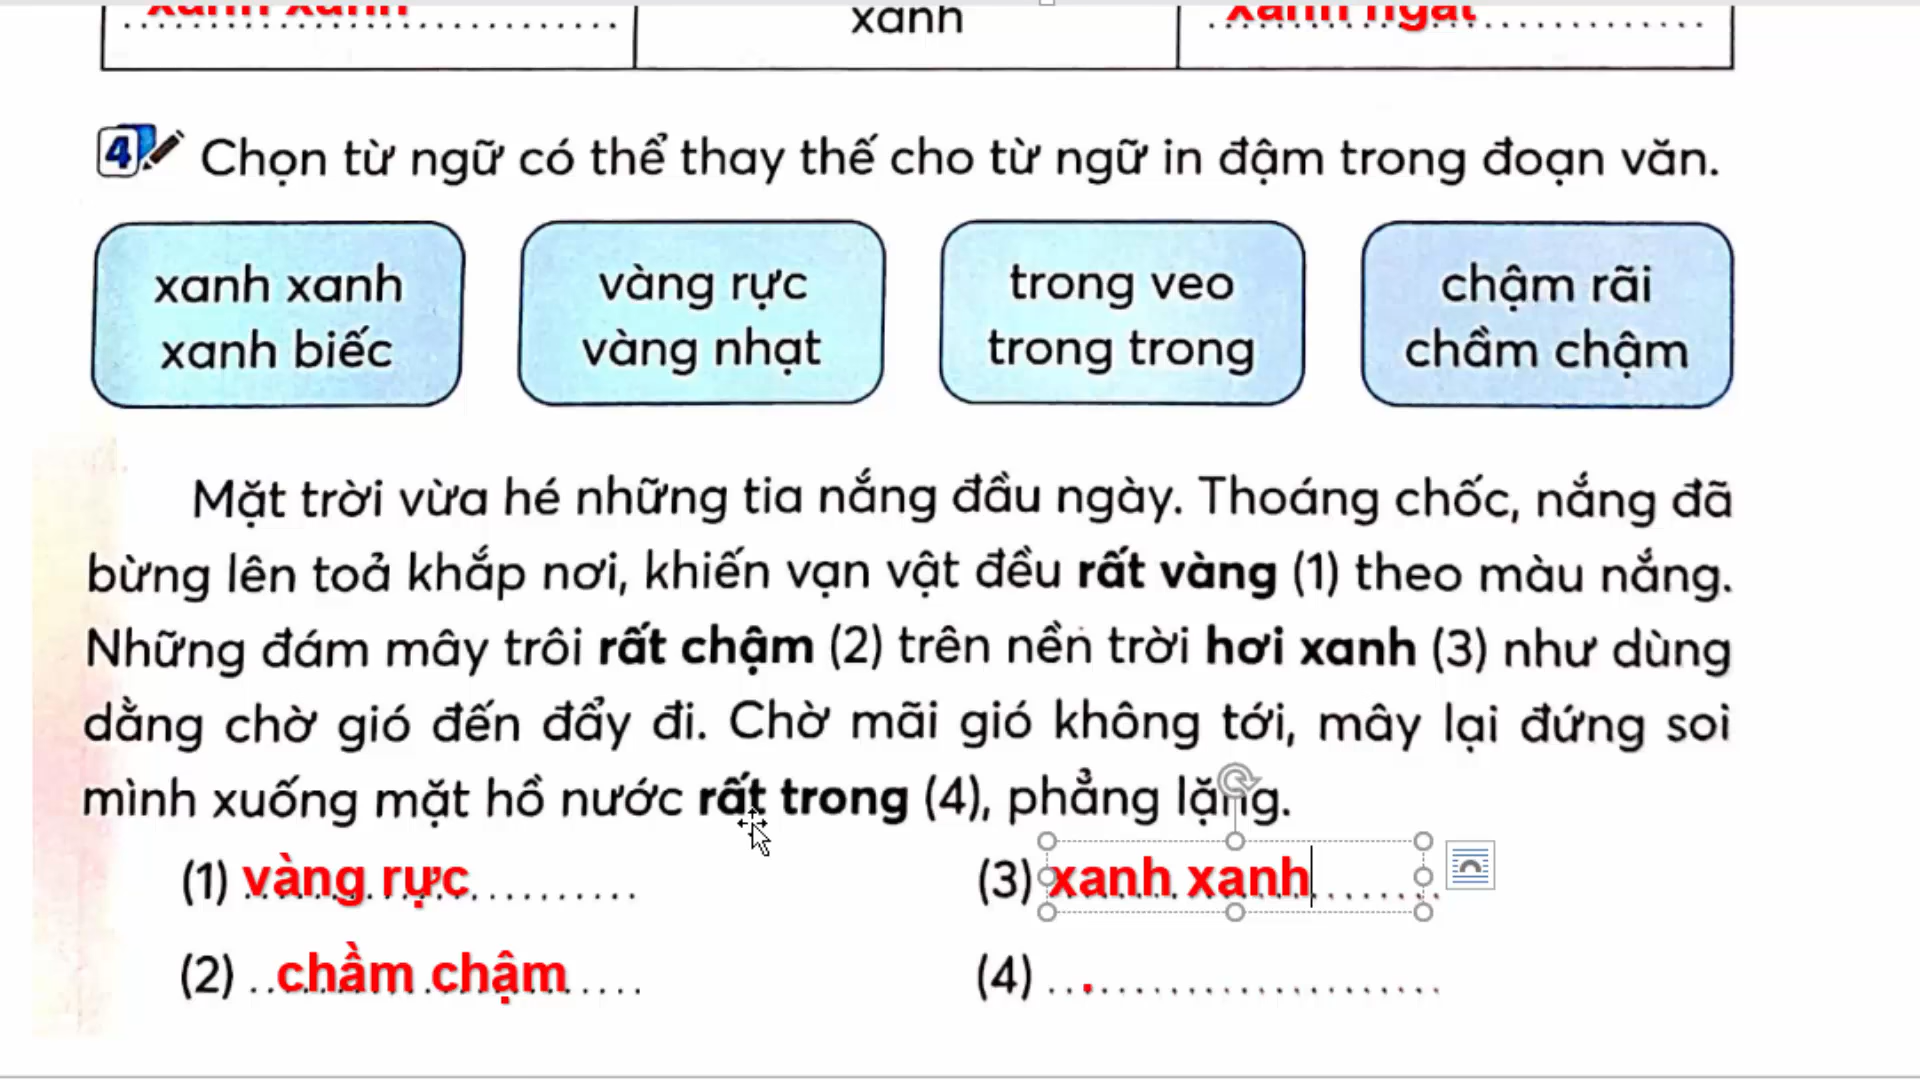 xanh xanh
xanh
xanh ngát
4 Chọn từ ngữ có thể thay thế cho từ ngữ in đậm trong đoạn văn.
xanh xanh
xanh biếc
vàng rực
vàng nhạt
trong veo
trong trong
chậm rãi
chầm chậm
Mặt trời vừa hé những tia nắng đầu ngày. Thoáng chốc, nắng đã
bừng lên toả khắp nơi, khiến vạn vật đều rất vàng (1) theo màu nắng.
Những đám mây trôi rất chậm (2) trên nền trời hơi xanh (3) như dùng
dằng chờ gió đến đẩy đi. Chờ mãi gió không tới, mây lại đứng soi
mình xuống mặt hồ nước rất trong (4), phẳng lặng.
(1) vàng rực..........
(3) xanh xanh.......
(2) ..chầm chậm....
(4) ....................